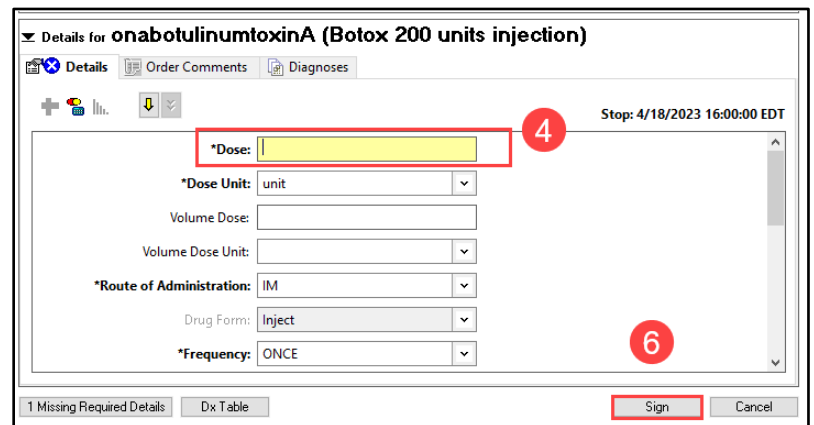 Details for onabotulinumtoxinA (Botox 200 units injection)
Details Order Comments Diagnoses
Stop: 4/18/2023 16:00:00 EDT
4
*Dose:
*Dose Unit: unit
Volume Dose:
Volume Dose Unit:
*Route of Administration: IM
Drug Form: Inject
*Frequency: ONCE
6
1 Missing Required Details Dx Table Sign Cancel